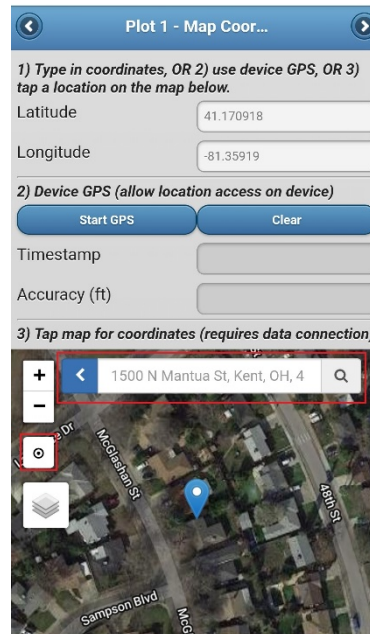 Plot 1 - Map Coor...
1) Type in coordinates, OR 2) use device GPS, OR 3)
tap a location on the map below.
Latitude
41.170918
Longitude
-81.35919
2) Device GPS (allow location access on device)
Start GPS
Clear
Timestamp
Accuracy (ft)
3) Tap map for coordinates (requires data connection)
+
1500 N Mantua St, Kent, OH, 4
−
McGlashan St
48th St
Sampson Blvd
McG